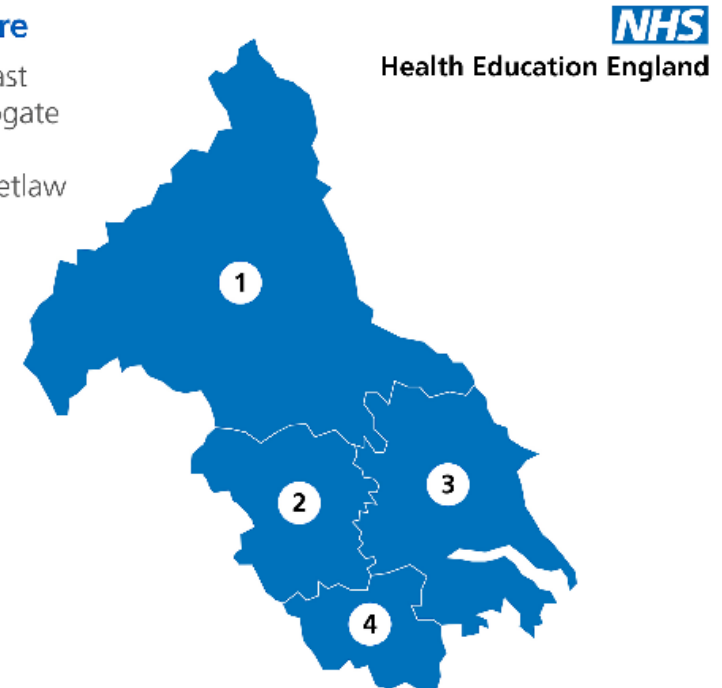 re
NHS
Health Education England
ast
ogate
etlaw
1
3
2
4